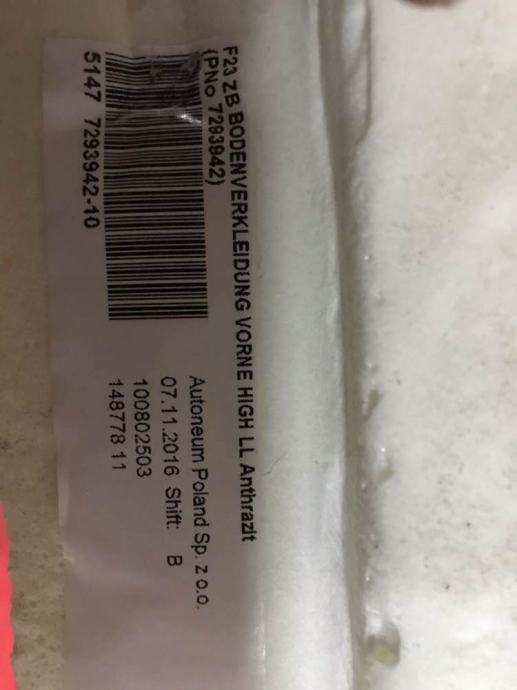 F23 ZB BODENVERKLEIDUNG VORNE HIGH LL Anthrazit
(PNo 7293942)
5147 7293942-10
Autoneum Poland Sp. z o.o.
07.11.2016 Shift: B
100802503
148778 11